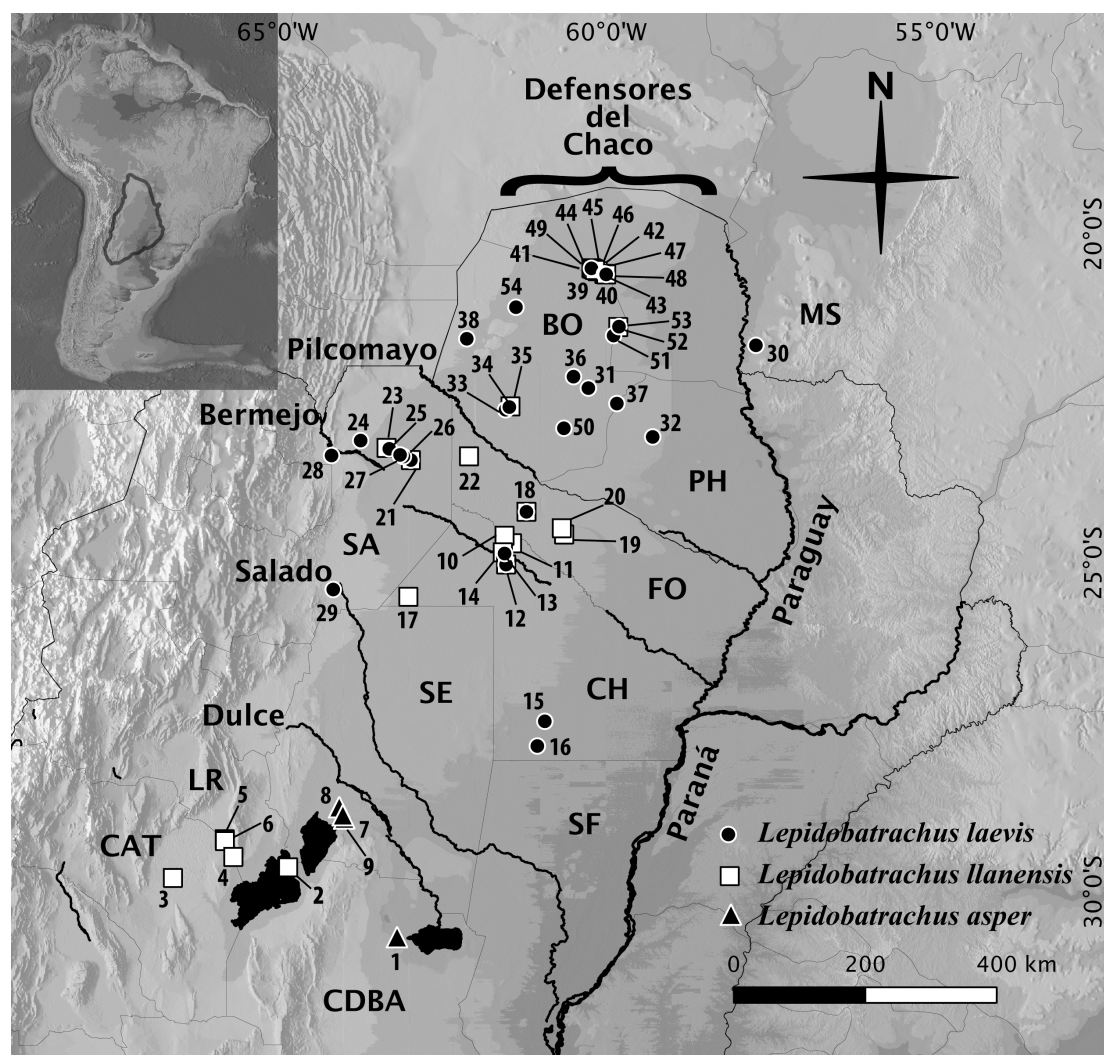 65°0'W
60°0'W
55°0'W
Defensores
del
Chaco
N
20°0'S
44
45
46
49
42
41
47
39
40
48
43
54
BO
53
MS
38
52
30
51
Pilcomayo
34
35
36
31
33
37
Bermejo
23
25
24
26
50
32
28
27
22
PH
21
18
20
SA
10
19
11
Paraguay
25°0'S
Salado
14
13
FO
29
17
12
SE
CH
15
Dulce
16
LR
Paraná
5
8
6
7
SF
CAT
9
Lepidobatrachus laevis
4
3
2
Lepidobatrachus llanensis
30°0'S
Lepidobatrachus asper
1
0 200 400 km
CDBA